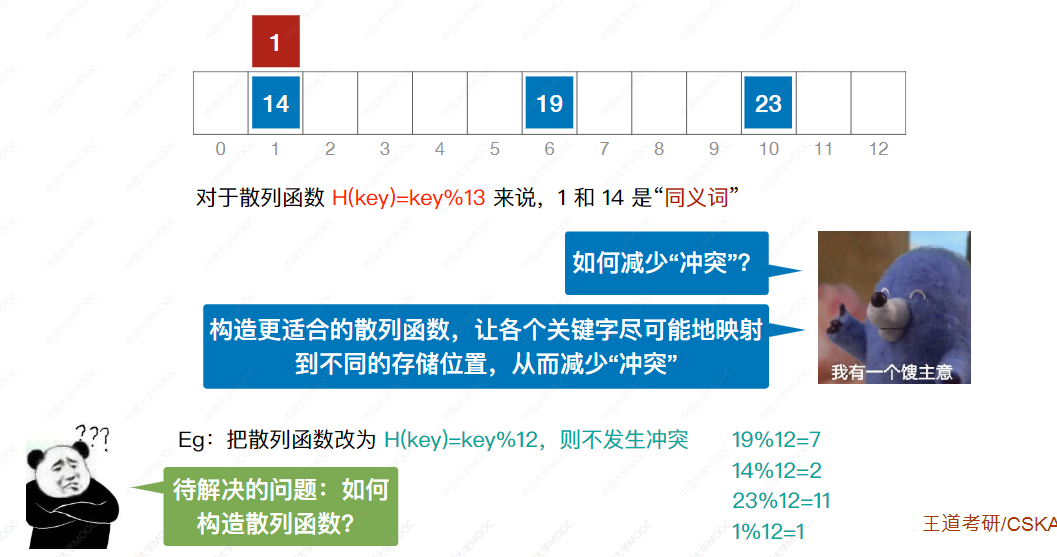 1
14 19 23
0 1 2 3 4 5 6 7 8 9 10 11 12
对于散列函数 H(key)=key%13 来说，1 和 14 是“同义词”
如何减少“冲突”？
构造更适合的散列函数，让各个关键字尽可能地映射
到不同的存储位置，从而减少“冲突”
我有一个馊主意
???
Eg：把散列函数改为 H(key)=key%12，则不发生冲突
19%12=7
14%12=2
23%12=11
1%12=1
待解决的问题：如何
构造散列函数？
王道考研/CSKA